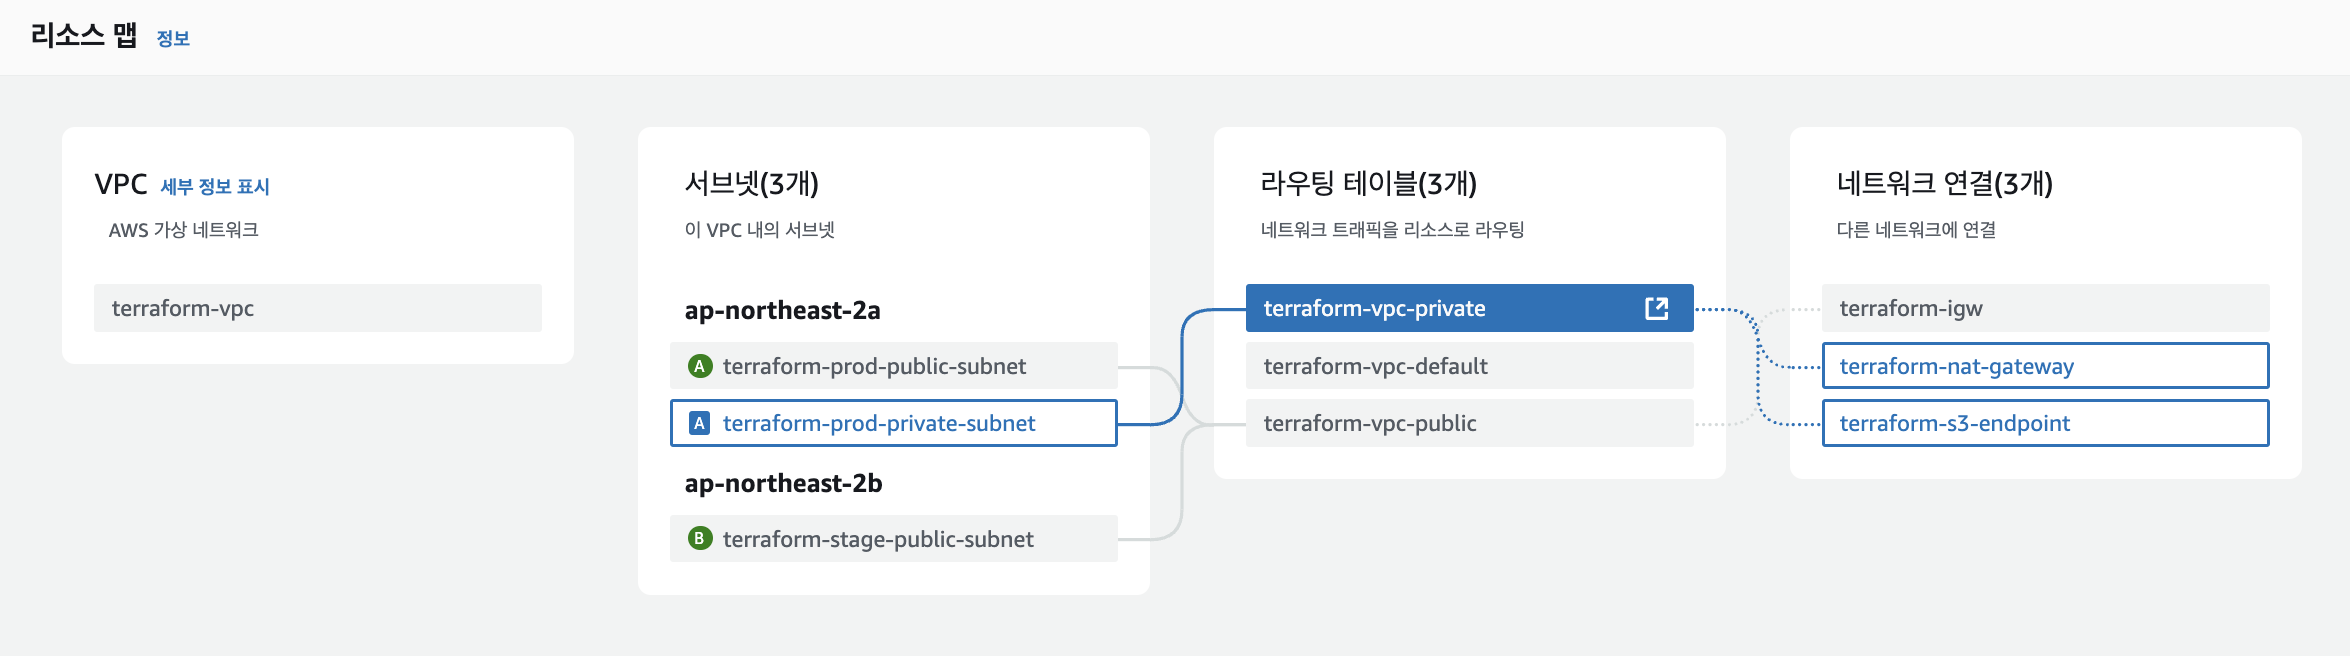 리소스 맵 정보
VPC 세부 정보 표시
AWS 가상 네트워크
terraform-vpc
서브넷(3개)
이 VPC 내의 서브넷
ap-northeast-2a
A terraform-prod-public-subnet
A terraform-prod-private-subnet
ap-northeast-2b
B terraform-stage-public-subnet
라우팅 테이블(3개)
네트워크 트래픽을 리소스로 라우팅
terraform-vpc-private
terraform-vpc-default
terraform-vpc-public
네트워크 연결(3개)
다른 네트워크에 연결
terraform-igw
terraform-nat-gateway
terraform-s3-endpoint